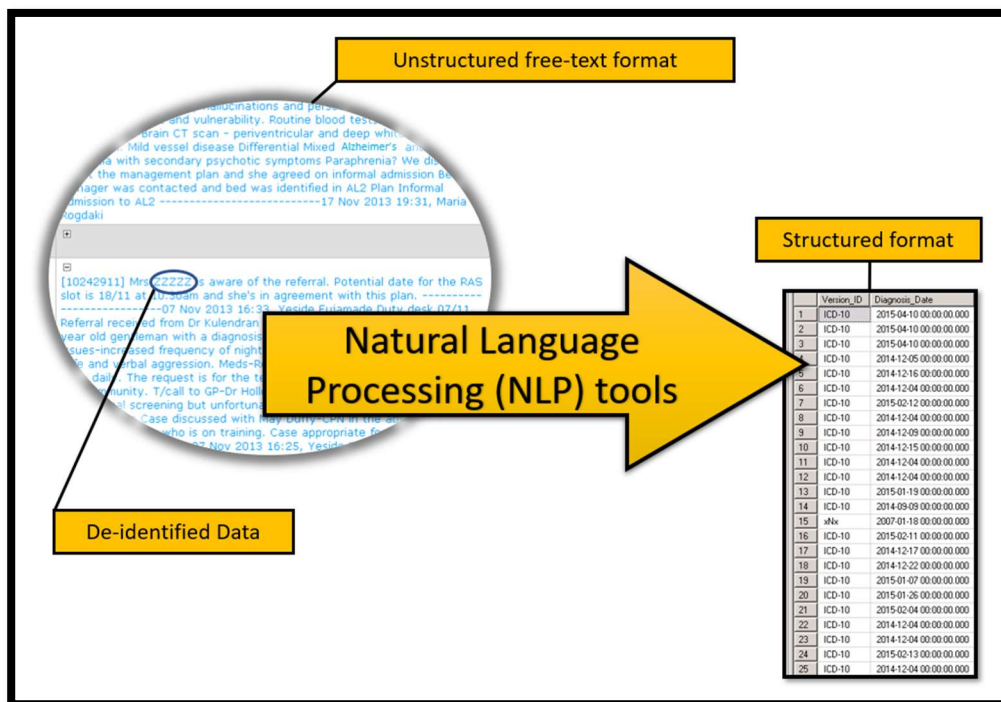 Unstructured free-text format
hallucinations and
and vulnerability. Routine blood
Brain CT scan - periventricular and deep
Mild vessel disease Differential Mixed Alzheimer's
with secondary psychotic symptoms Paraphrenia? We
the management plan and she agreed on informal admission
was contacted and bed was identified in AL2 Plan Informal
to AL2 ---------------------------17 Nov 2013 19:31, Maria
Rogdaki
[10242911] Mrs ZZZZZ is aware of the referral. Potential date for the RAS
slot is 18/11 at 10:30am and she's in agreement with this plan. ----------
-----------------07 Nov 2013 16:33, Yeside Duty desk 07/11
Referral received from Dr Kulendran
year old gentleman with a diagnosis
issues-increased frequency of
and verbal aggression.
daily. The request is for the
T/call to GP-Dr
screening but
Case discussed with May Duffy-CPN in the
who is on training. Case appropriate
Nov 2013 16:25,
De-identified Data
Natural Language
Processing (NLP) tools
Structured format
Version_ID Diagnosis_Date
1 ICD-10 2015-04-10 00:00:00.000
2 ICD-10 2015-04-10 00:00:00.000
3 ICD-10 2015-04-10 00:00:00.000
ICD-10 2014-12-05 00:00:00.000
5 ICD-10 2014-12-16 00:00:00.000
6 ICD-10 2014-12-04 00:00:00.000
7 ICD-10 2015-02-12 00:00:00.000
8 ICD-10 2014-12-04 00:00:00.000
9 ICD-10 2014-12-09 00:00:00.000
10 ICD-10 2014-12-15 00:00:00.000
11 ICD-10 2014-12-04 00:00:00.000
12 ICD-10 2014-12-04 00:00:00.000
13 ICD-10 2015-01-19 00:00:00.000
14 ICD-10 2014-09-09 00:00:00.000
15 xNx 2007-01-18 00:00:00.000
16 ICD-10 2015-02-11 00:00:00.000
17 ICD-10 2014-12-17 00:00:00.000
18 ICD-10 2014-12-22 00:00:00.000
19 ICD-10 2015-01-07 00:00:00.000
20 ICD-10 2015-01-26 00:00:00.000
21 ICD-10 2015-02-04 00:00:00.000
22 ICD-10 2014-12-04 00:00:00.000
23 ICD-10 2014-12-04 00:00:00.000
24 ICD-10 2015-02-13 00:00:00.000
25 ICD-10 2014-12-04 00:00:00.000